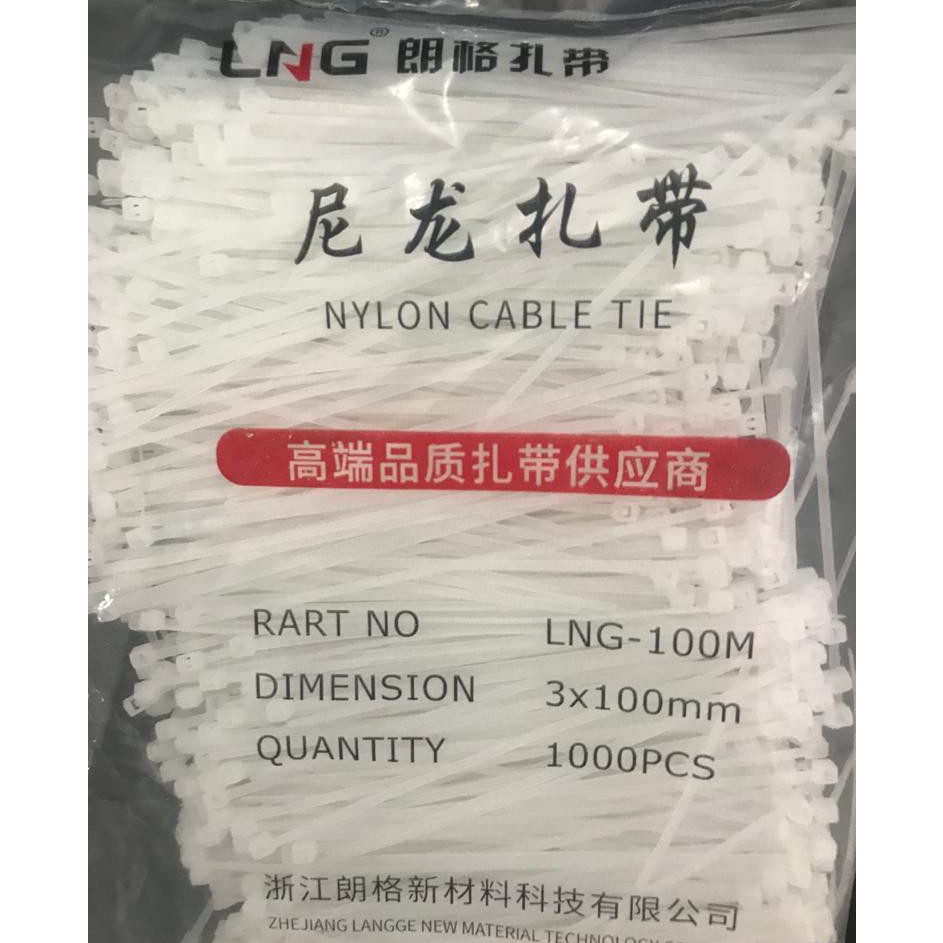 LNG® 朗格扎带
尼龙扎带
NYLON CABLE TIE
高端品质扎带供应商
RART NO LNG-100M
DIMENSION 3x100mm
QUANTITY 1000PCS
浙江朗格新材料科技有限公司
ZHEJIANG LANGGE NEW MATERIAL TECHNOLOGY